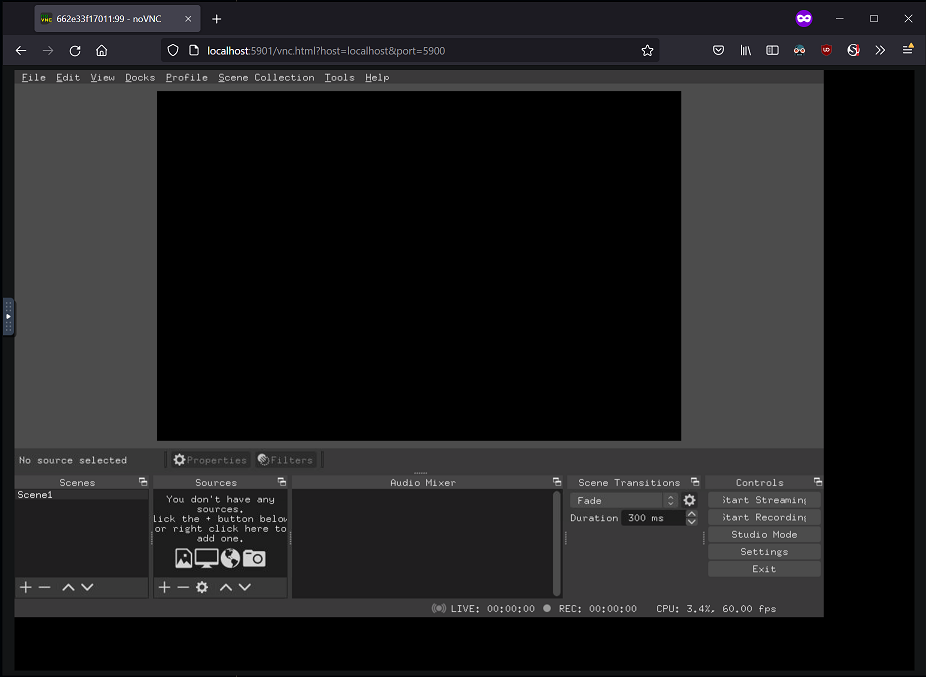 662e33f17011:99 - noVNC
localhost:5901/vnc.html?host=localhost&port=5900
File Edit View Docks Profile Scene Collection Tools Help
No source selected
Properties
Filters
Scenes
Sources
Audio Mixer
Scene Transitions
Controls
Scene1
You don't have any
sources.
lick the + button below
or right click here to
add one.
Fade
Duration 300 ms
Start Streaming
Start Recording
Studio Mode
Settings
Exit
LIVE: 00:00:00
REC: 00:00:00
CPU: 3.4%, 60.00 fps